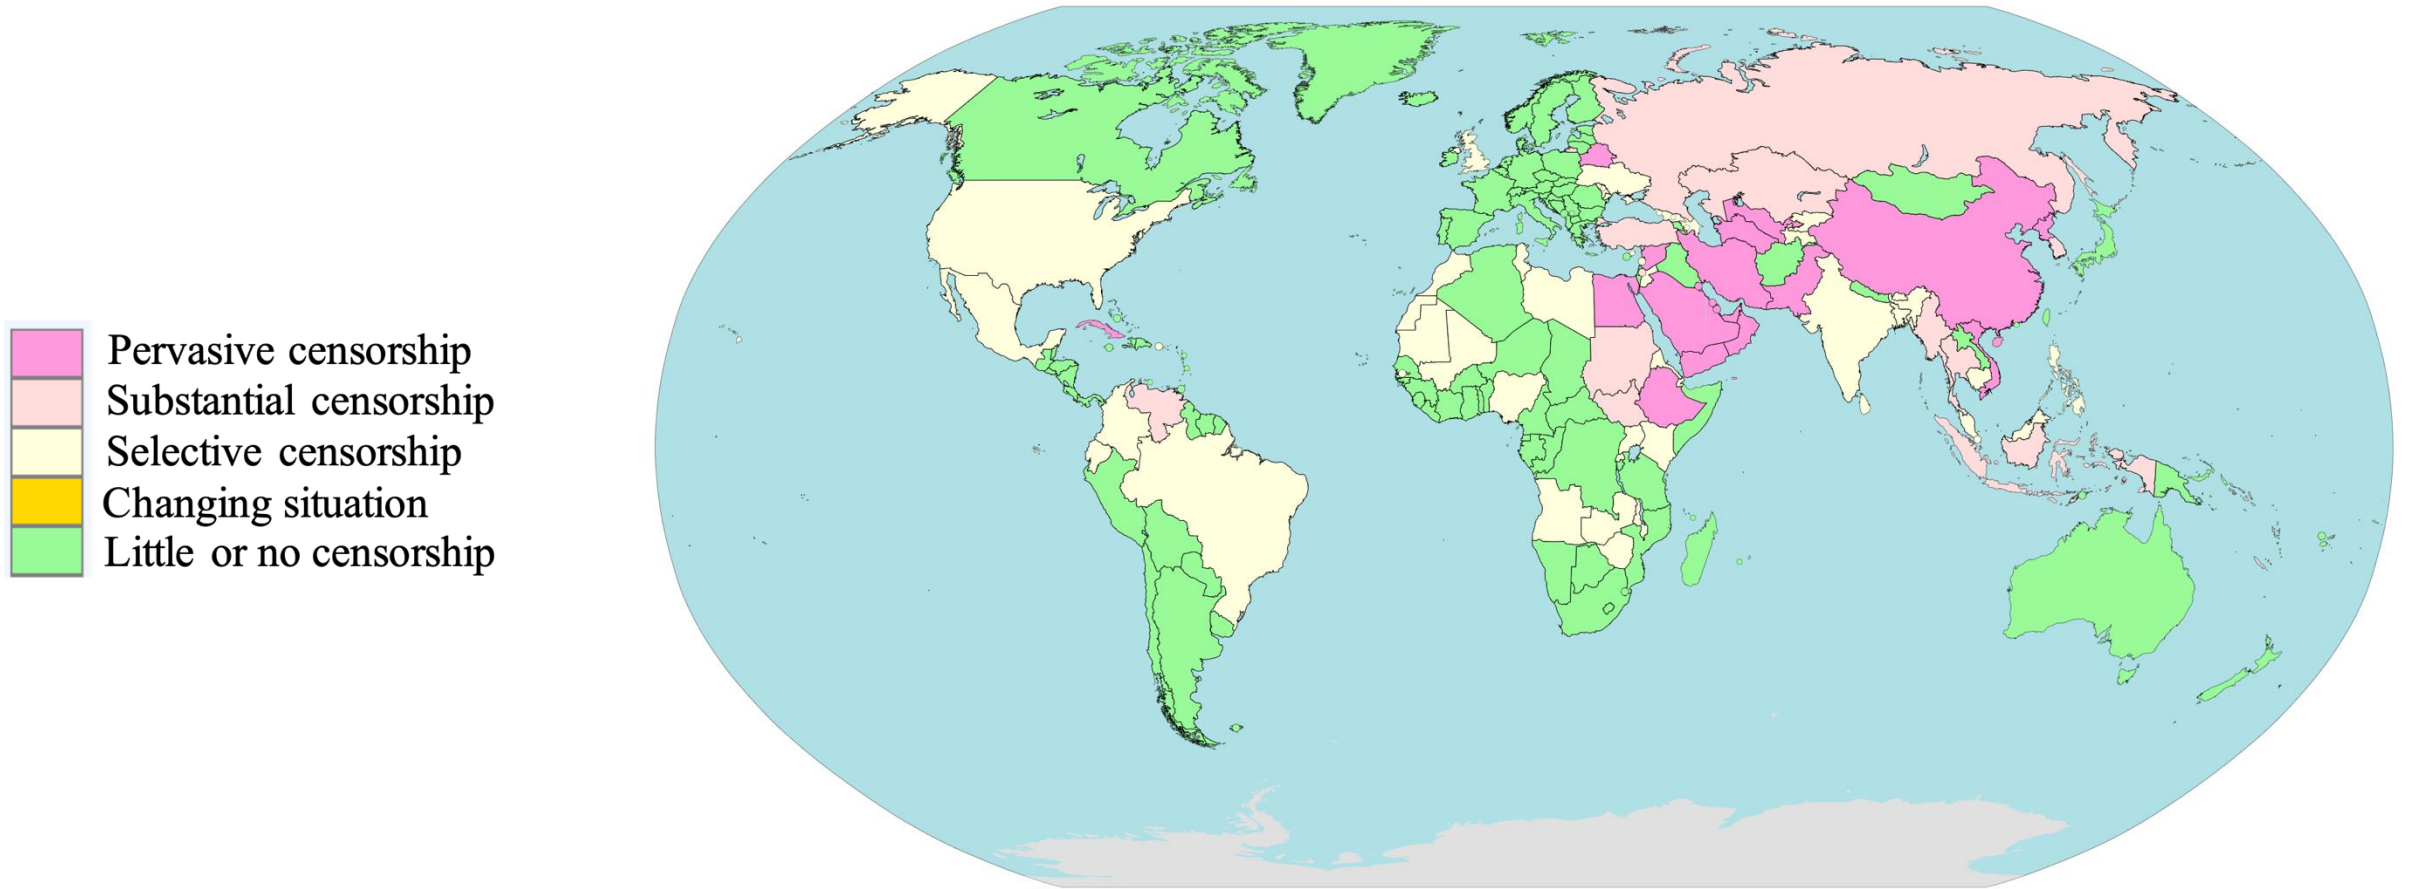 Pervasive censorship
Substantial censorship
Selective censorship
Changing situation
Little or no censorship